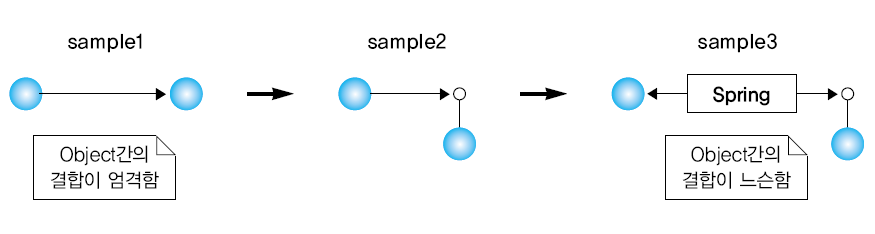 sample1
sample2
sample3
Spring
Object간의
결합이 엄격함
Object간의
결합이 느슨함